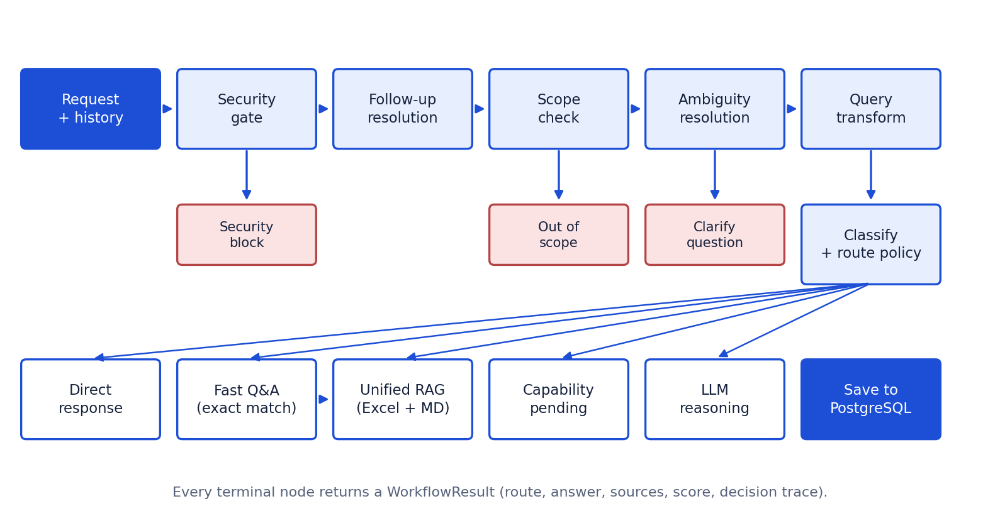 Request
+ history
Security
gate
Follow-up
resolution
Scope
check
Ambiguity
resolution
Query
transform
Security
block
Out of
scope
Clarify
question
Classify
+ route policy
Direct
response
Fast Q&A
(exact match)
Unified RAG
(Excel + MD)
Capability
pending
LLM
reasoning
Save to
PostgreSQL
Every terminal node returns a WorkflowResult (route, answer, sources, score, decision trace).